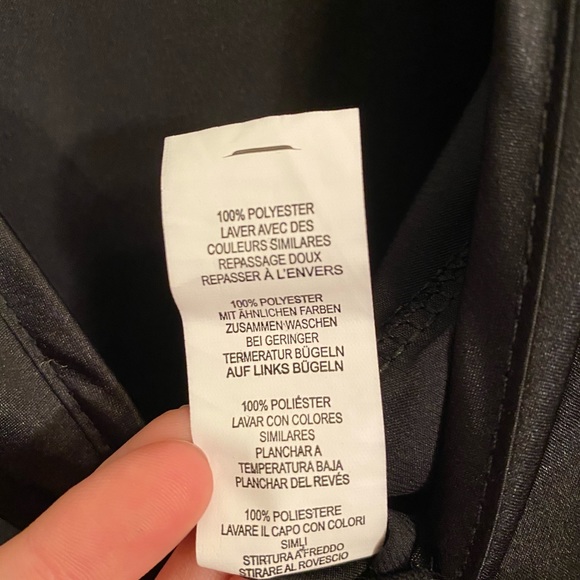 100% POLYESTER
LAVER AVEC DES
COULEURS SIMILARES
REPASSAGE DOUX
REPASSER À L'ENVERS
100% POLYESTER
MIT ÄHNLICHEN FARBEN
ZUSAMMEN WASCHEN
BEI GERINGER
TERMERATUR BÜGELN
AUF LINKS BÜGELN
100% POLIÉSTER
LAVAR CON COLORES
SIMILARES
PLANCHAR A
TEMPERATURA BAJA
PLANCHAR DEL REVÉS
100% POLIESTERE
LAVARE IL CAPO CON COLORI
SIMLI
STIRTURA A FREDDO
STIRARE AL ROVESCIO